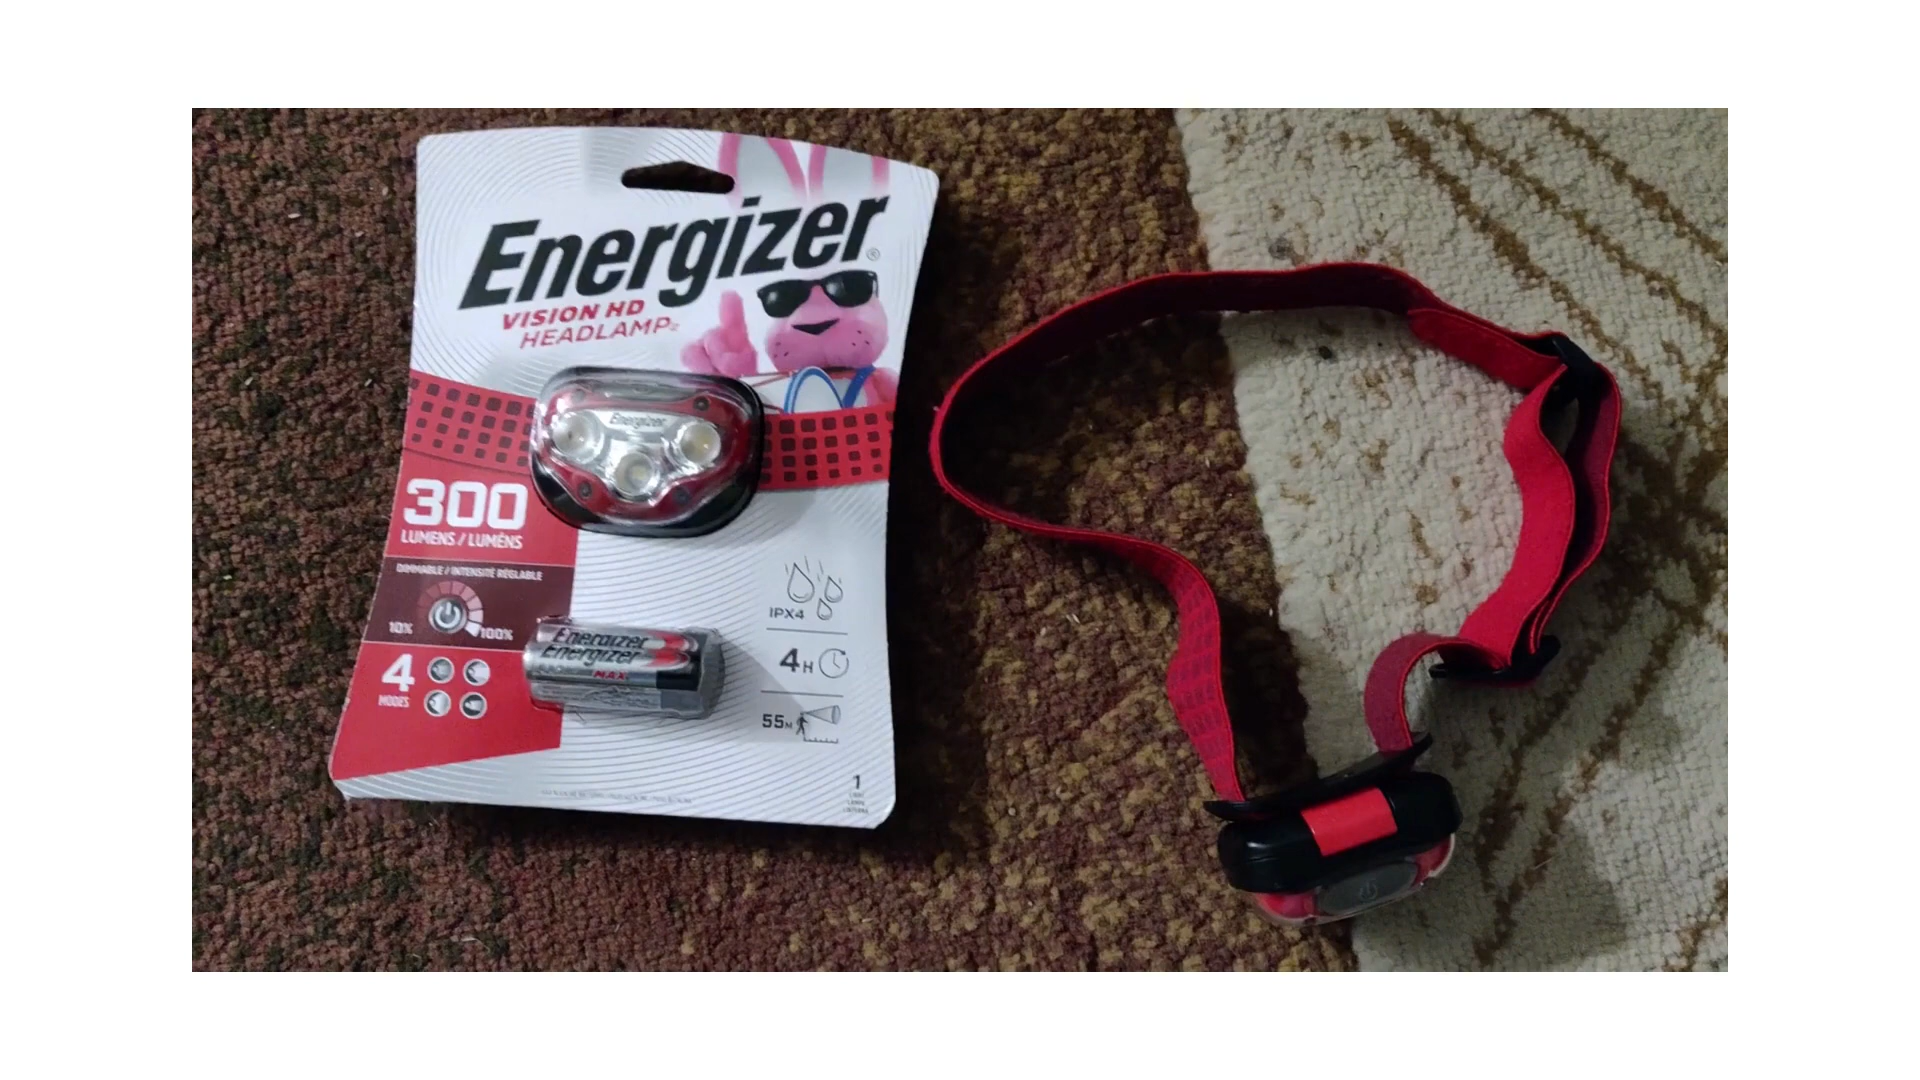 Energizer®
VISION HD
HEADLAMP
Energizer
300
LUMENS / LUMENS
DIMMABLE / INTENSITÉ RÉGLABLE
10%
100%
4
MODES
Energizer
Energizer
MAX
IPX4
4H
55M
1